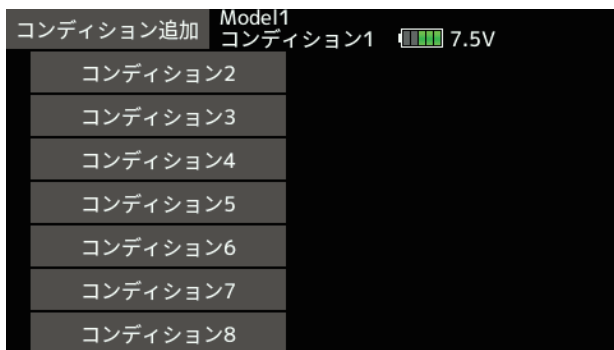 コンディション追加
Model1
コンディション1 7.5V
コンディション2
コンディション3
コンディション4
コンディション5
コンディション6
コンディション7
コンディション8